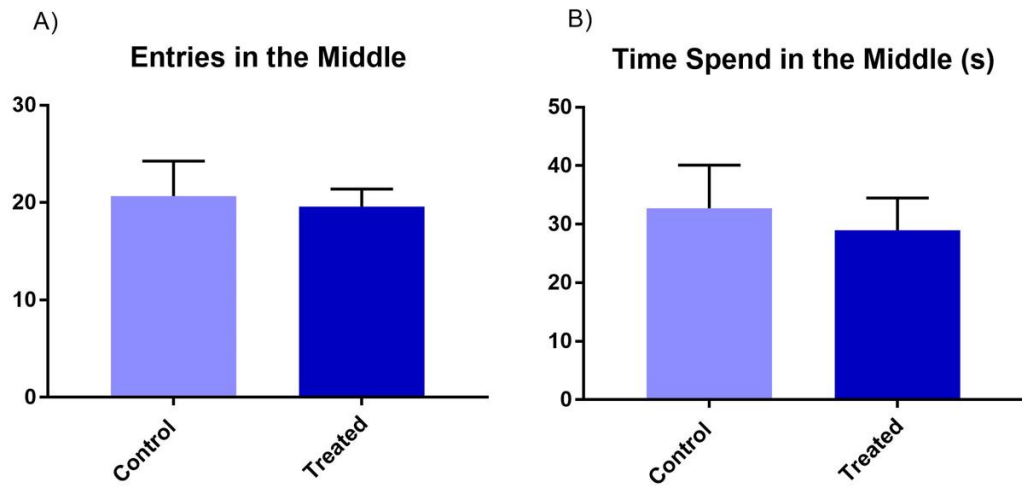 A)
Entries in the Middle
30
20
10
0
Control
Treated
B)
Time Spend in the Middle (s)
50
40
30
20
10
0
Control
Treated